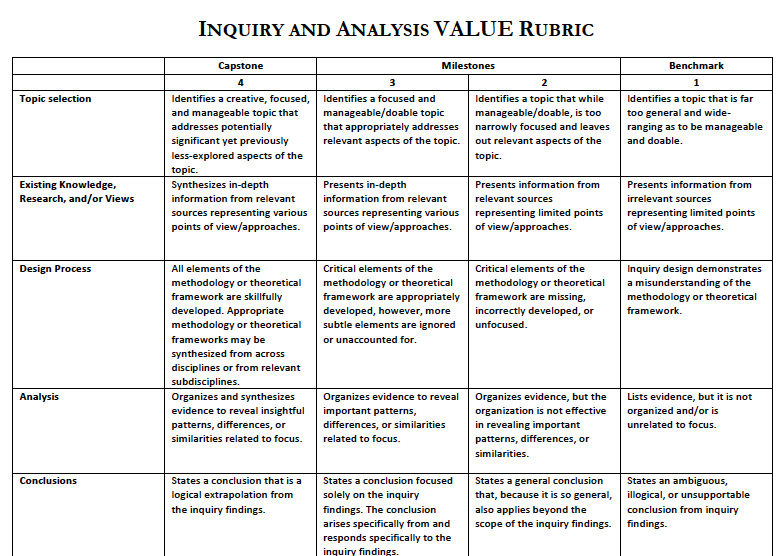 INQUIRY AND ANALYSIS VALUE RUBRIC
Capstone
Milestones
Benchmark
4
3
2
1
Topic selection
Identifies a creative, focused,
and manageable topic that
addresses potentially
significant yet previously
less-explored aspects of the
topic.
Identifies a focused and
manageable/doable topic
that appropriately addresses
relevant aspects of the topic.
Identifies a topic that while
manageable/doable, is too
narrowly focused and leaves
out relevant aspects of the
topic.
Identifies a topic that is far
too general and wide-
ranging as to be manageable
and doable.
Existing Knowledge,
Research, and/or Views
Synthesizes in-depth
information from relevant
sources representing various
points of view/approaches.
Presents in-depth
information from relevant
sources representing various
points of view/approaches.
Presents information from
relevant sources
representing limited points
of view/approaches.
Presents information from
irrelevant sources
representing limited points
of view/approaches.
Design Process
All elements of the
methodology or theoretical
framework are skillfully
developed. Appropriate
methodology or theoretical
frameworks may be
synthesized from across
disciplines or from relevant
subdisciplines.
Critical elements of the
methodology or theoretical
framework are appropriately
developed, however, more
subtle elements are ignored
or unaccounted for.
Critical elements of the
methodology or theoretical
framework are missing,
incorrectly developed, or
unfocused.
Inquiry design demonstrates
a misunderstanding of the
methodology or theoretical
framework.
Analysis
Organizes and synthesizes
evidence to reveal insightful
patterns, differences, or
similarities related to focus.
Organizes evidence to reveal
important patterns,
differences, or similarities
related to focus.
Organizes evidence, but the
organization is not effective
in revealing important
patterns, differences, or
similarities.
Lists evidence, but it is not
organized and/or is
unrelated to focus.
Conclusions
States a conclusion that is a
logical extrapolation from
the inquiry findings.
States a conclusion focused
solely on the inquiry
findings. The conclusion
arises specifically from and
responds specifically to the
inquiry findings.
States a general conclusion
that, because it is so general,
also applies beyond the
scope of the inquiry findings.
States an ambiguous,
illogical, or unsupportable
conclusion from inquiry
findings.